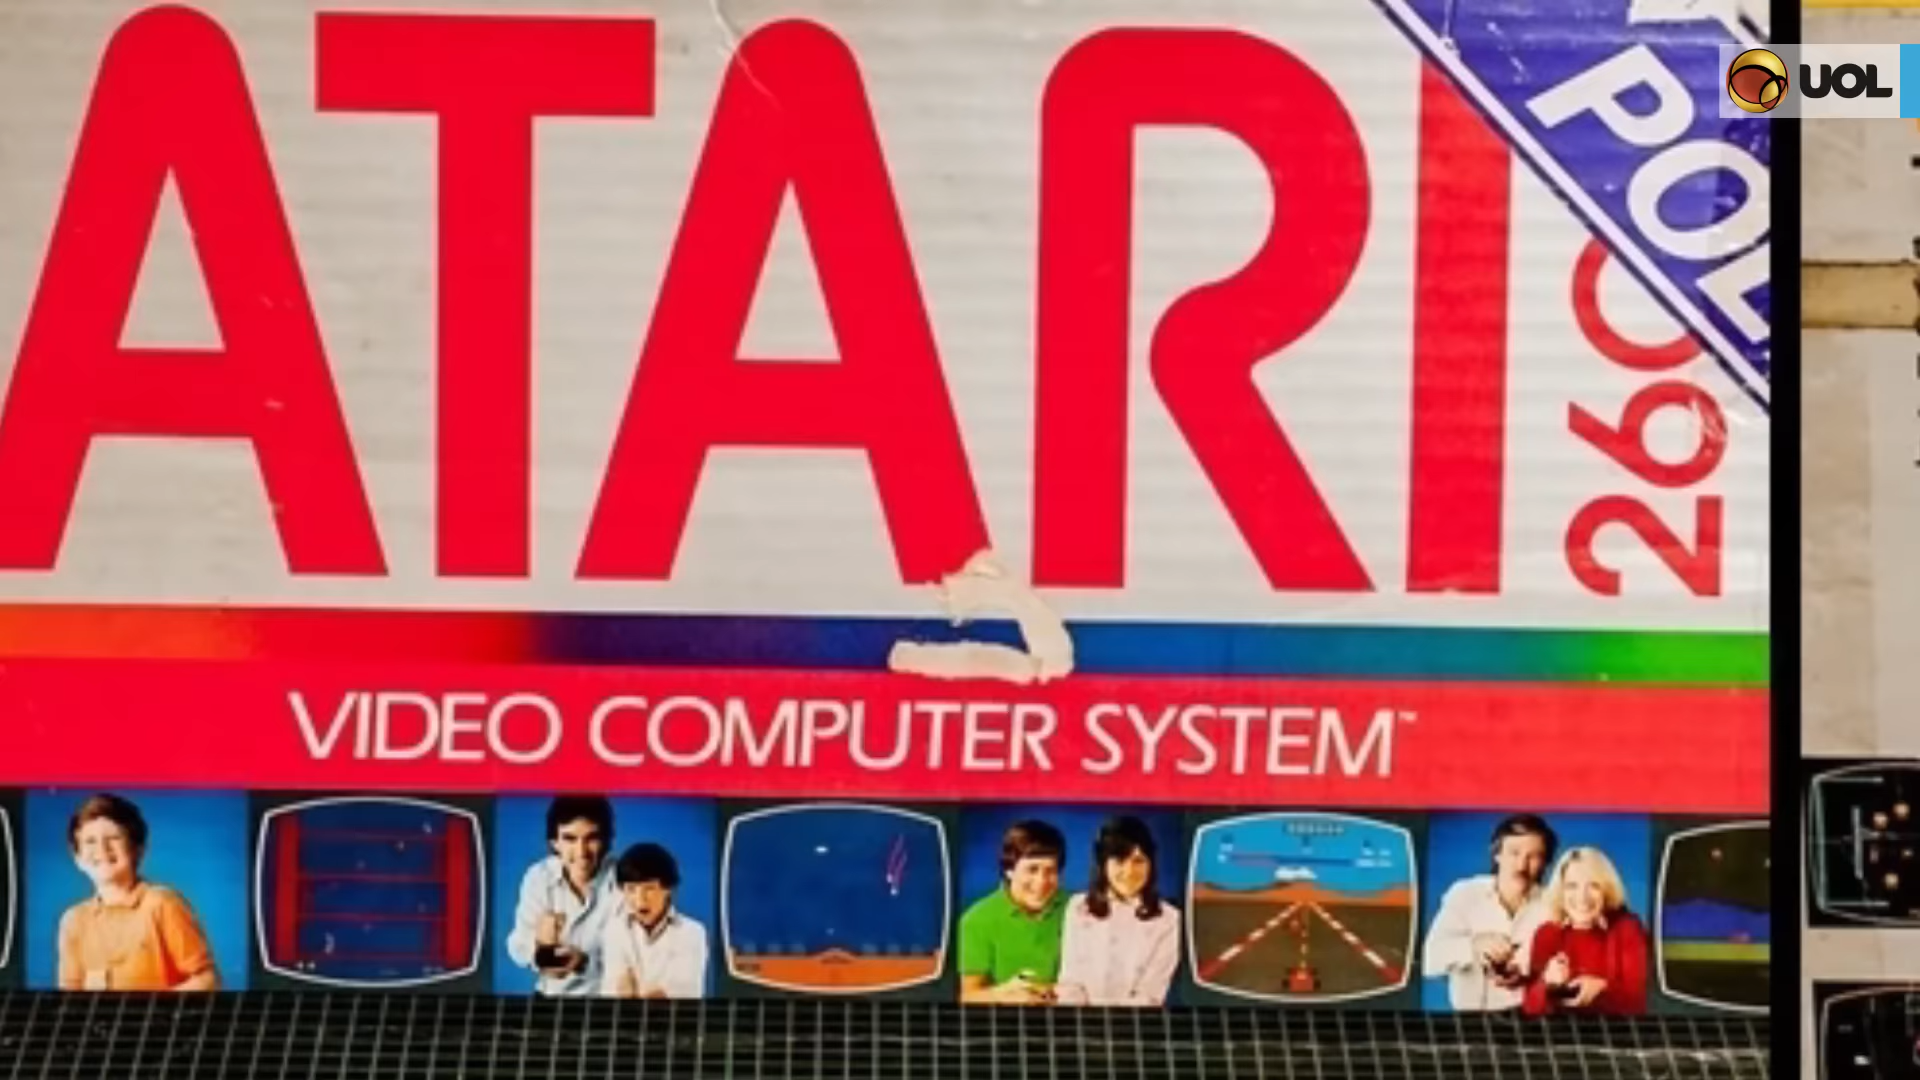 ATARI
260
POL
UOL
VIDEO COMPUTER SYSTEM™